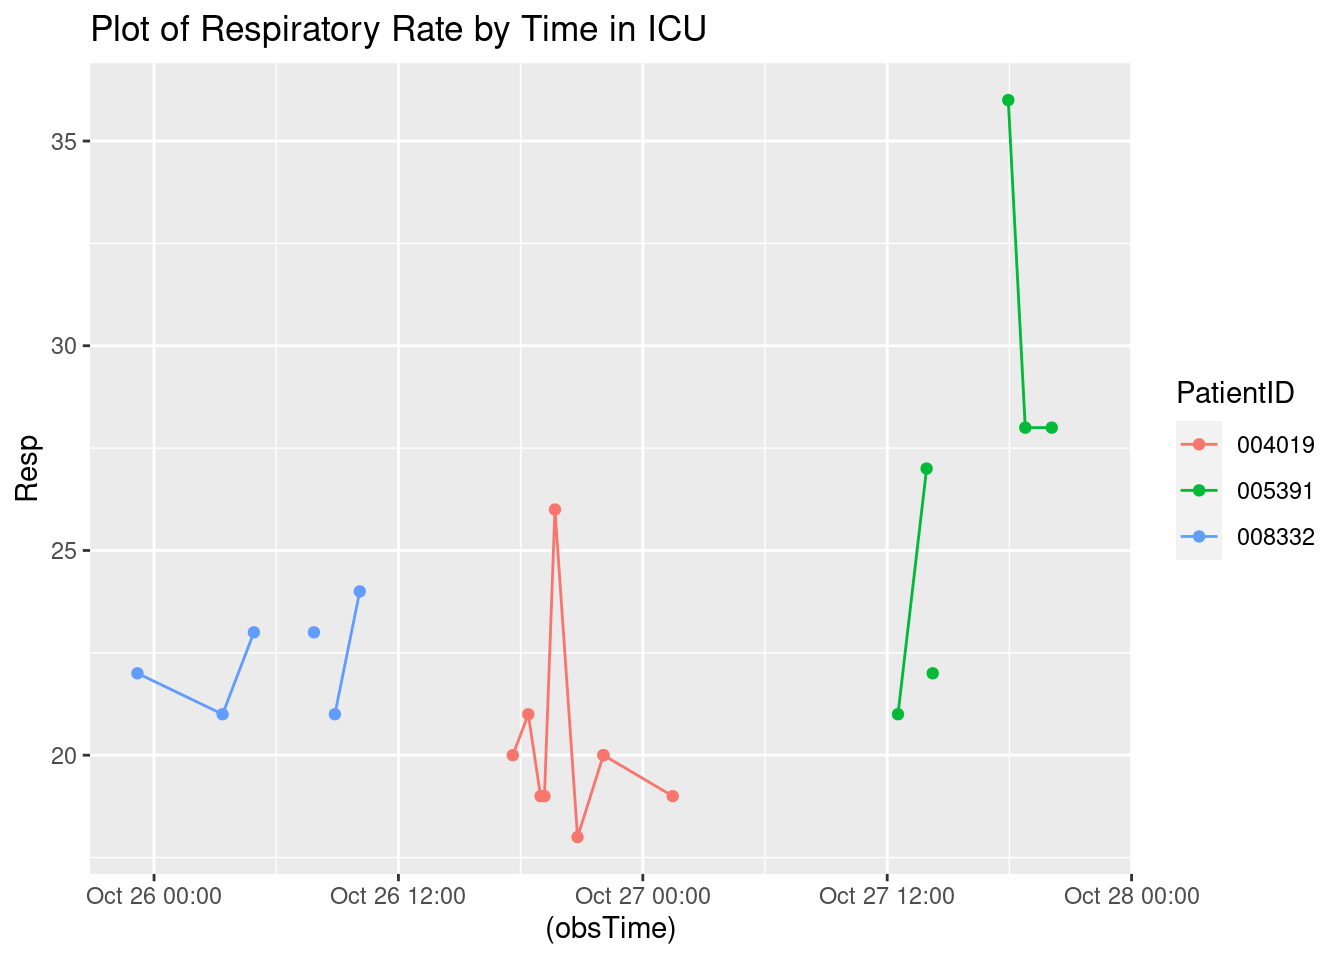 Plot of Respiratory Rate by Time in ICU
35
30
25
20
Resp
Oct 26 00:00
Oct 26 12:00
Oct 27 00:00
Oct 27 12:00
Oct 28 00:00
(obsTime)
PatientID
004019
005391
008332